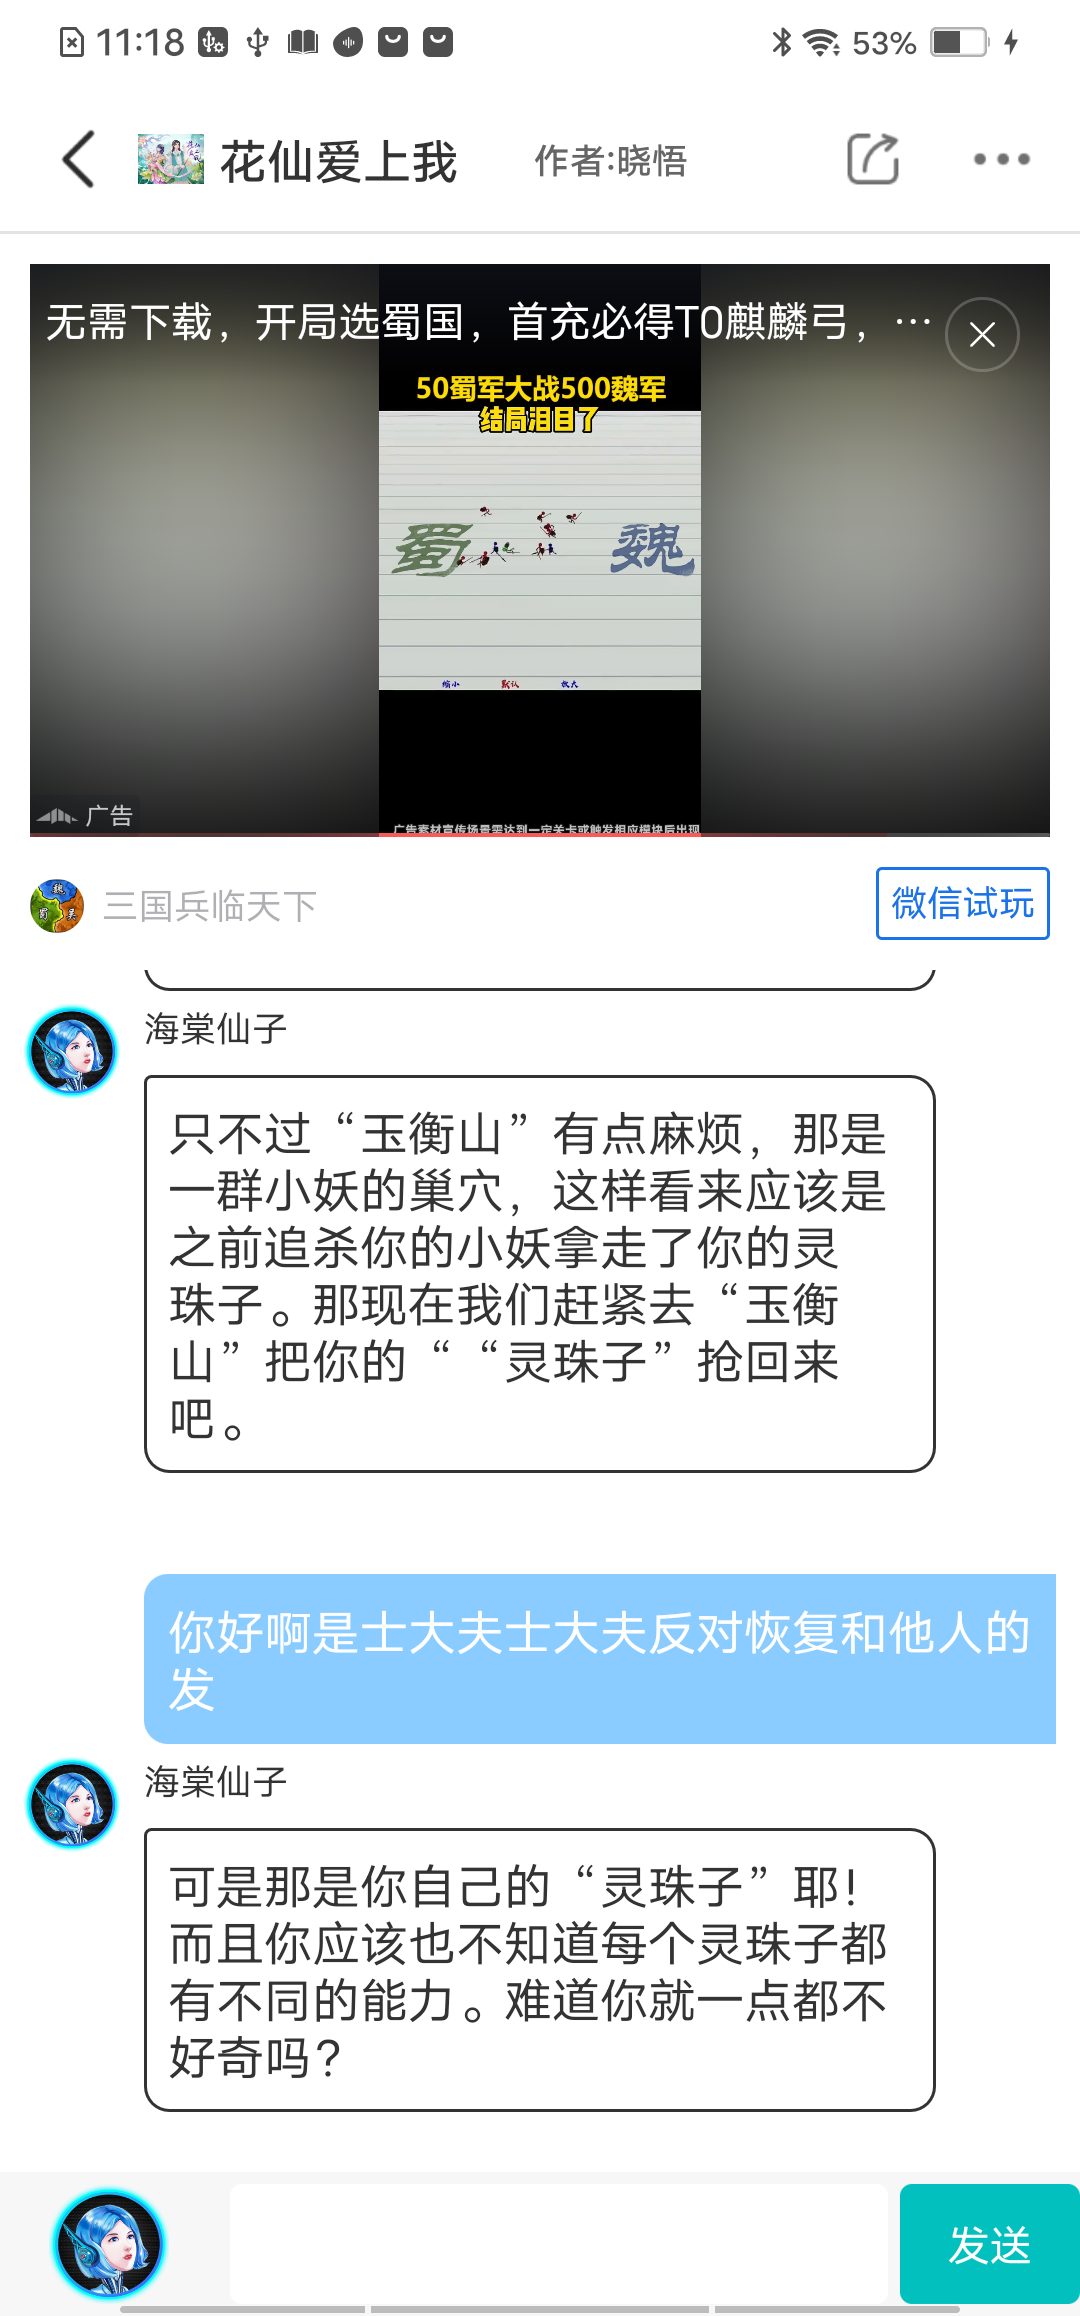 11:18
53%
花仙爱上我
作者:晓悟
无需下载，开局选蜀国，首充必得T0麒麟弓，…
50蜀军大战500魏军
结局泪目了
蜀
魏
缩小 默认 放大
广告
广告素材宣传场景需达到一定关卡或触发相应模块后出现
三国兵临天下
微信试玩
海棠仙子
只不过“玉衡山”有点麻烦，那是
一群小妖的巢穴，这样看来应该是
之前追杀你的小妖拿走了你的灵
珠子。那现在我们赶紧去“玉衡
山”把你的““灵珠子”抢回来
吧。
你好啊是士大夫士大夫反对恢复和他人的
发
海棠仙子
可是那是你自己的“灵珠子”耶！
而且你应该也不知道每个灵珠子都
有不同的能力。难道你就一点都不
好奇吗？
发送